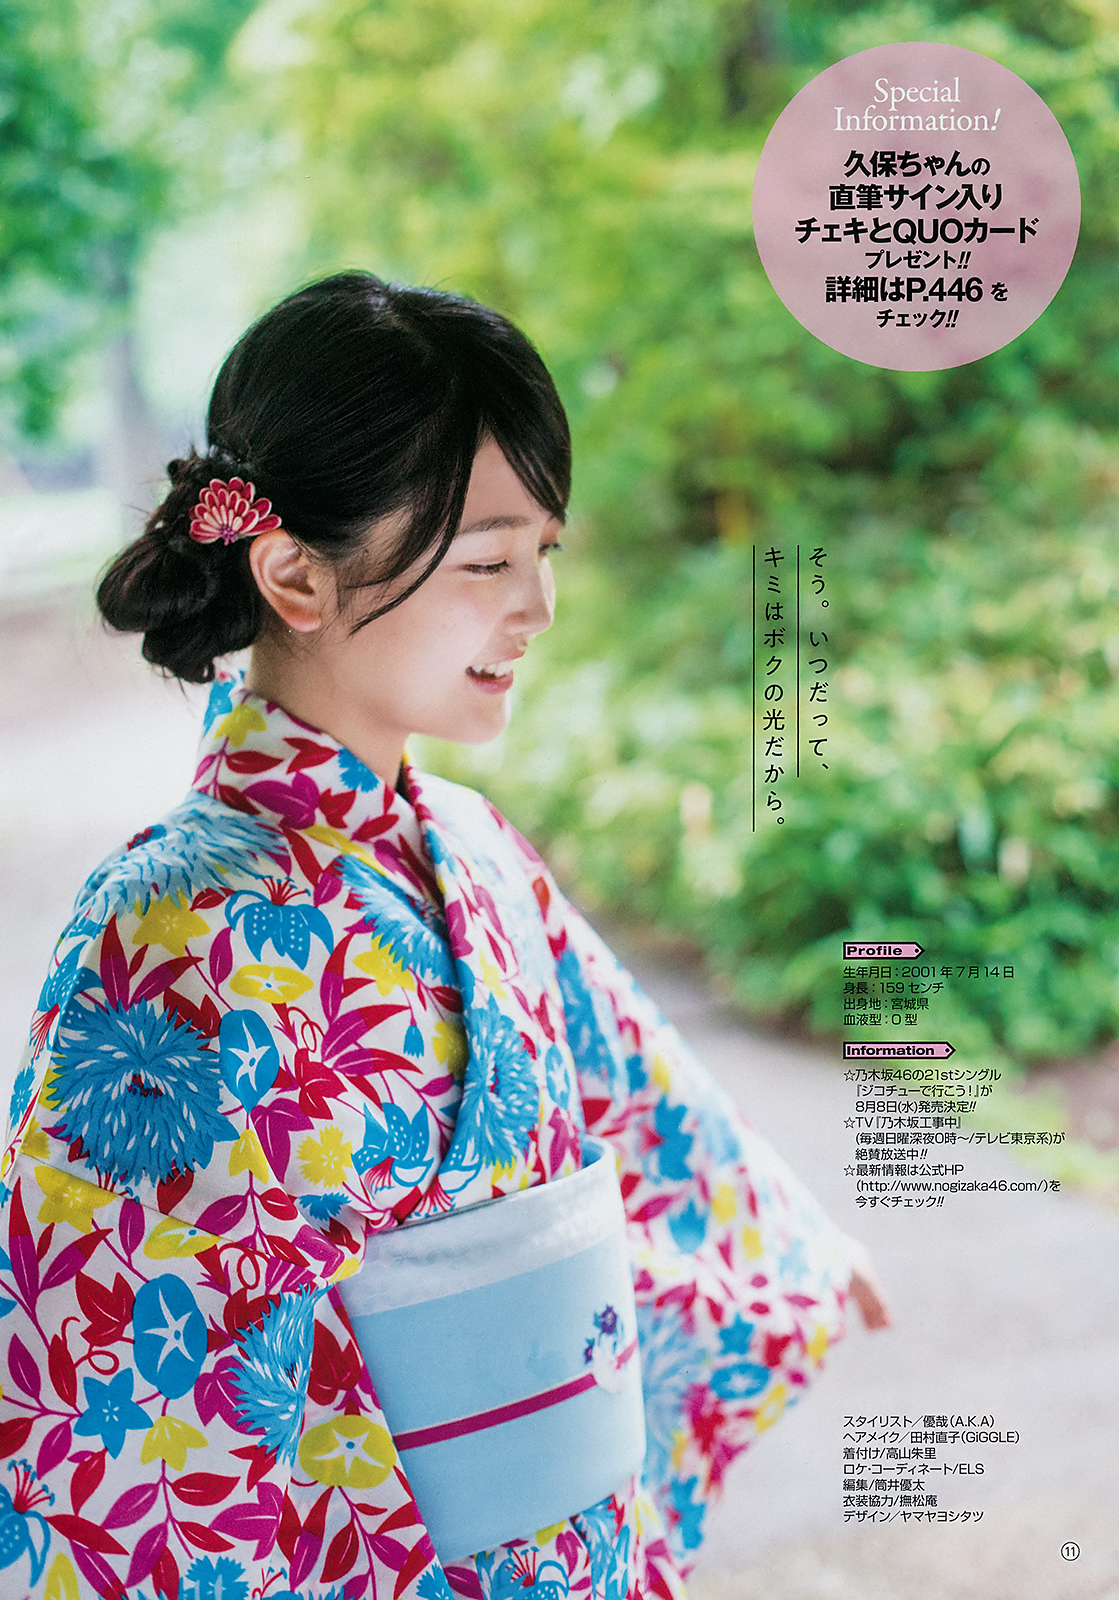 Special
Information!
久保ちゃんの
直筆サイン入り
チェキとQUOカード
プレゼント!!
詳細はP.446 を
チェック!!
そう。いつだって、
キミはボクの光だから。
Profile
生年月日：2001年7月14日
身長：159センチ
出身地：宮城県
血液型：O型
Information
☆乃木坂46の21stシングル
『ジコチューで行こう!』が
8月8日(水)発売決定!!
☆TV『乃木坂工事中』
(毎週日曜深夜0時〜/テレビ東京系)が
絶賛放送中!!
☆最新情報は公式HP
(http://www.nogizaka46.com/)を
今すぐチェック!!
スタイリスト／優哉(A.K.A)
ヘアメイク／田村直子(GiGGLE)
着付け/高山朱里
ロケ・コーディネート/ELS
編集/筒井優太
衣装協力/撫松庵
デザイン／ヤマヤヨシタツ
⑪